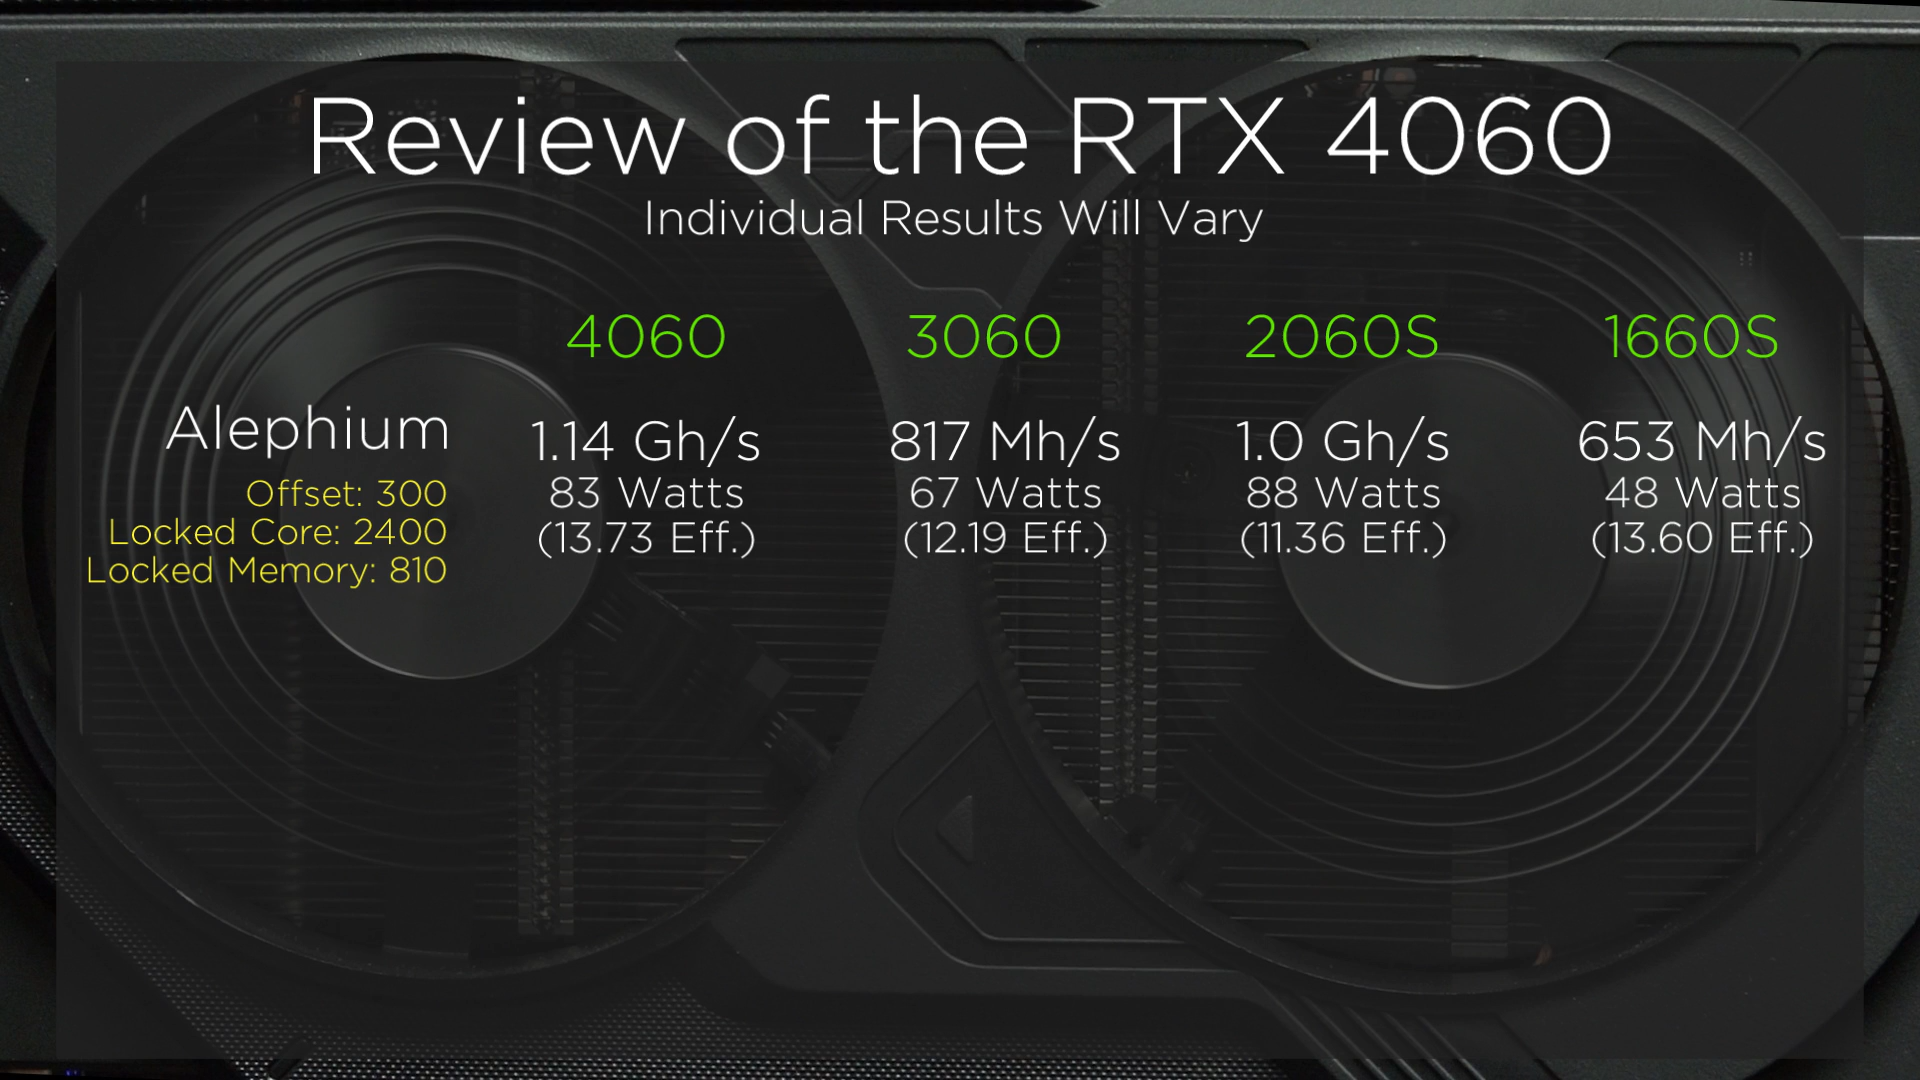 Review of the RTX 4060
Individual Results Will Vary
4060 3060 2060S 1660S
Alephium 1.14 Gh/s 817 Mh/s 1.0 Gh/s 653 Mh/s
Offset: 300 83 Watts 67 Watts 88 Watts 48 Watts
Locked Core: 2400 (13.73 Eff.) (12.19 Eff.) (11.36 Eff.) (13.60 Eff.)
Locked Memory: 810